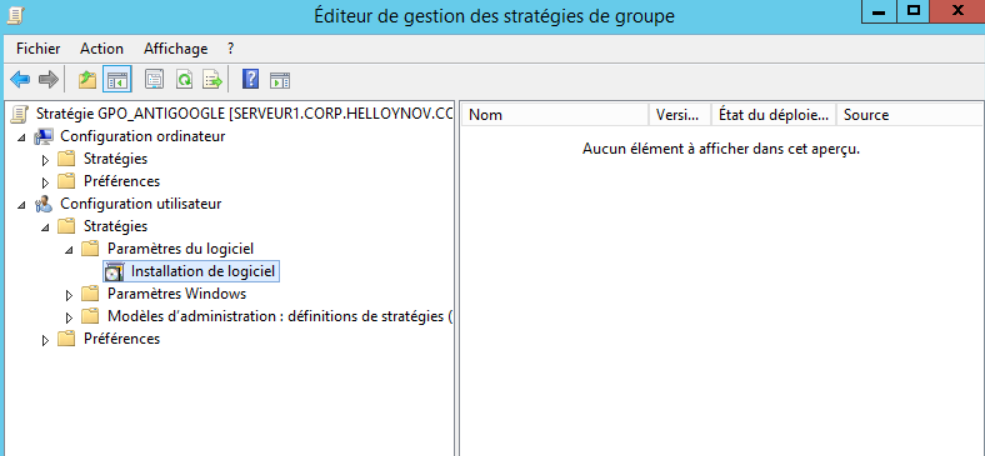 Éditeur de gestion des stratégies de groupe
Fichier Action Affichage ?
Stratégie GPO_ANTIGOOGLE [SERVEUR1.CORP.HELLOYNOV.CC
Configuration ordinateur
Stratégies
Préférences
Configuration utilisateur
Stratégies
Paramètres du logiciel
Installation de logiciel
Paramètres Windows
Modèles d'administration : définitions de stratégies (
Préférences
Nom Versi... État du déploie... Source
Aucun élément à afficher dans cet aperçu.